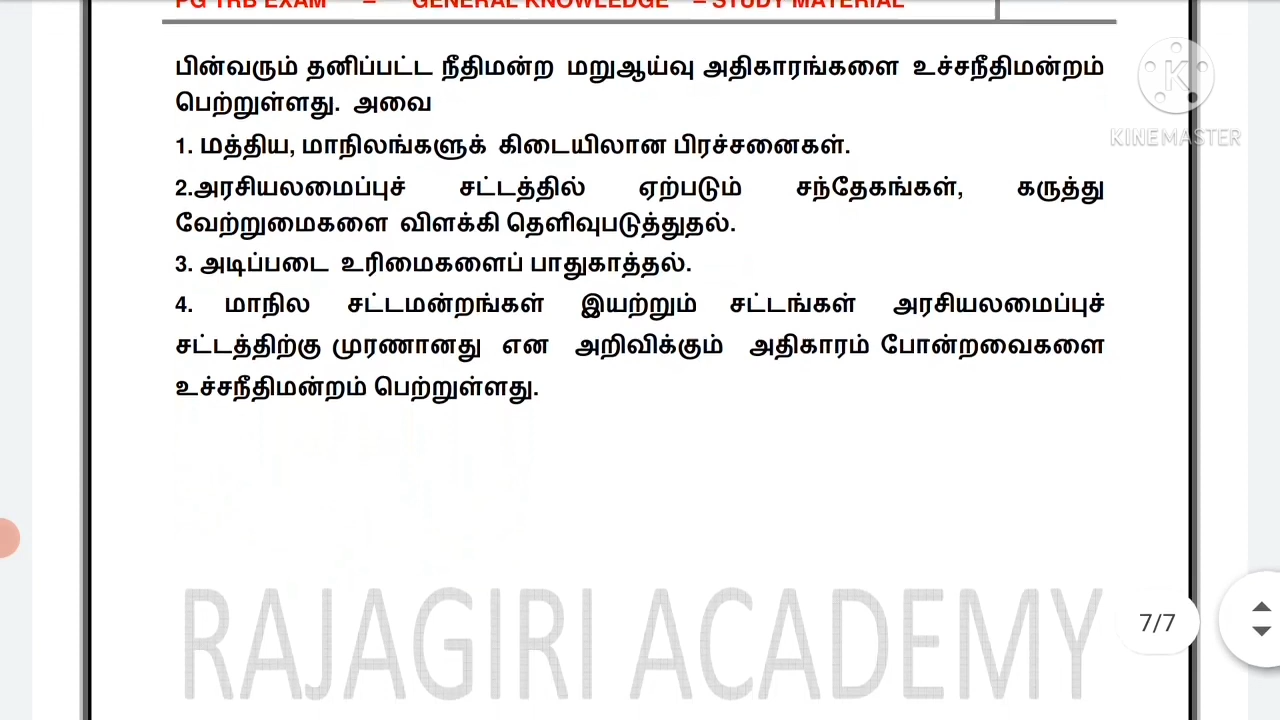 PG TRB EXAM – GENERAL KNOWLEDGE – STUDY MATERIAL
பின்வரும் தனிப்பட்ட நீதிமன்ற மறுஆய்வு அதிகாரங்களை உச்சநீதிமன்றம்
பெற்றுள்ளது. அவை
1. மத்திய, மாநிலங்களுக் கிடையிலான பிரச்சனைகள்.
2.அரசியலமைப்புச் சட்டத்தில் ஏற்படும் சந்தேகங்கள், கருத்து
வேற்றுமைகளை விளக்கி தெளிவுபடுத்துதல்.
3. அடிப்படை உரிமைகளைப் பாதுகாத்தல்.
4. மாநில சட்டமன்றங்கள் இயற்றும் சட்டங்கள் அரசியலமைப்புச்
சட்டத்திற்கு முரணானது என அறிவிக்கும் அதிகாரம் போன்றவைகளை
உச்சநீதிமன்றம் பெற்றுள்ளது.
K
KINEMASTER
RAJAGIRI ACADEMY
7/7